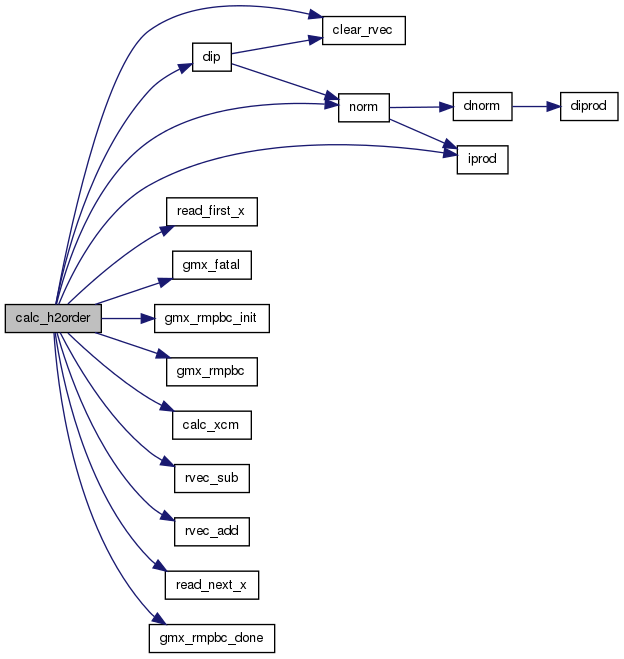 clear_rvec
dip
norm
dnorm
diprod
iprod
read_first_x
gmx_fatal
calc_h2order
gmx_rmpbc_init
gmx_rmpbc
calc_xcm
rvec_sub
rvec_add
read_next_x
gmx_rmpbc_done